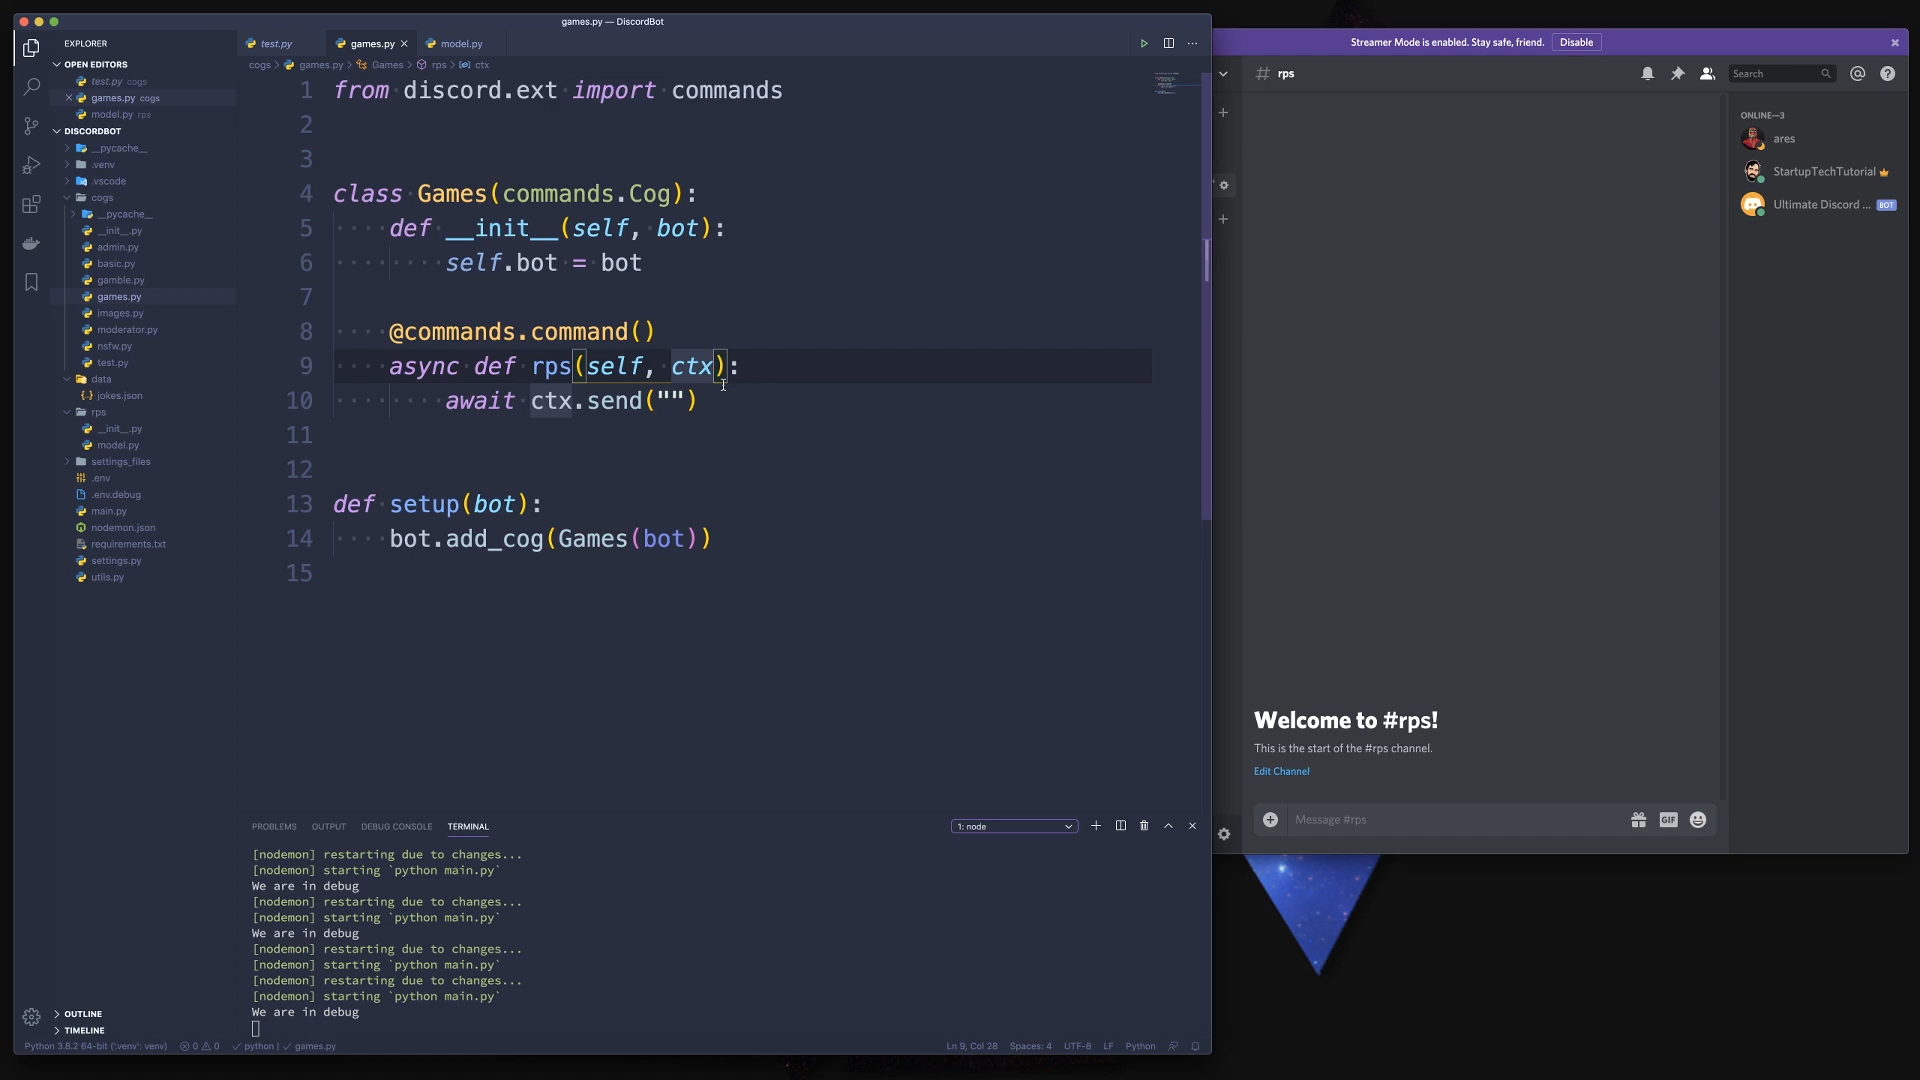 games.py — DiscordBot
EXPLORER
OPEN EDITORS
test.py cogs
games.py cogs
model.py rps
DISCORDBOT
__pycache__
.venv
.vscode
cogs
__pycache__
__init__.py
admin.py
basic.py
gamble.py
games.py
images.py
moderator.py
nsfw.py
test.py
data
jokes.json
rps
__init__.py
model.py
settings_files
.env
.env.debug
main.py
nodemon.json
requirements.txt
settings.py
utils.py
OUTLINE
TIMELINE
test.py games.py model.py
cogs > games.py > Games > rps > ctx
1 from discord.ext import commands
2
3
4 class Games(commands.Cog):
5 def __init__(self, bot):
6 self.bot = bot
7
8 @commands.command()
9 async def rps(self, ctx):
10 await ctx.send("")
11
12
13 def setup(bot):
14 bot.add_cog(Games(bot))
15
PROBLEMS OUTPUT DEBUG CONSOLE TERMINAL 1: node
[nodemon] restarting due to changes...
[nodemon] starting `python main.py`
We are in debug
[nodemon] restarting due to changes...
[nodemon] starting `python main.py`
We are in debug
[nodemon] restarting due to changes...
[nodemon] starting `python main.py`
[nodemon] restarting due to changes...
[nodemon] starting `python main.py`
We are in debug
Python 3.8.2 64-bit ('.venv': venv) 0 0 python | games.py Ln 9, Col 28 Spaces: 4 UTF-8 LF Python
Streamer Mode is enabled. Stay safe, friend. Disable
# rps Search
ONLINE—3
ares
StartupTechTutorial
Ultimate Discord ... BOT
Welcome to #rps!
This is the start of the #rps channel.
Edit Channel
Message #rps GIF